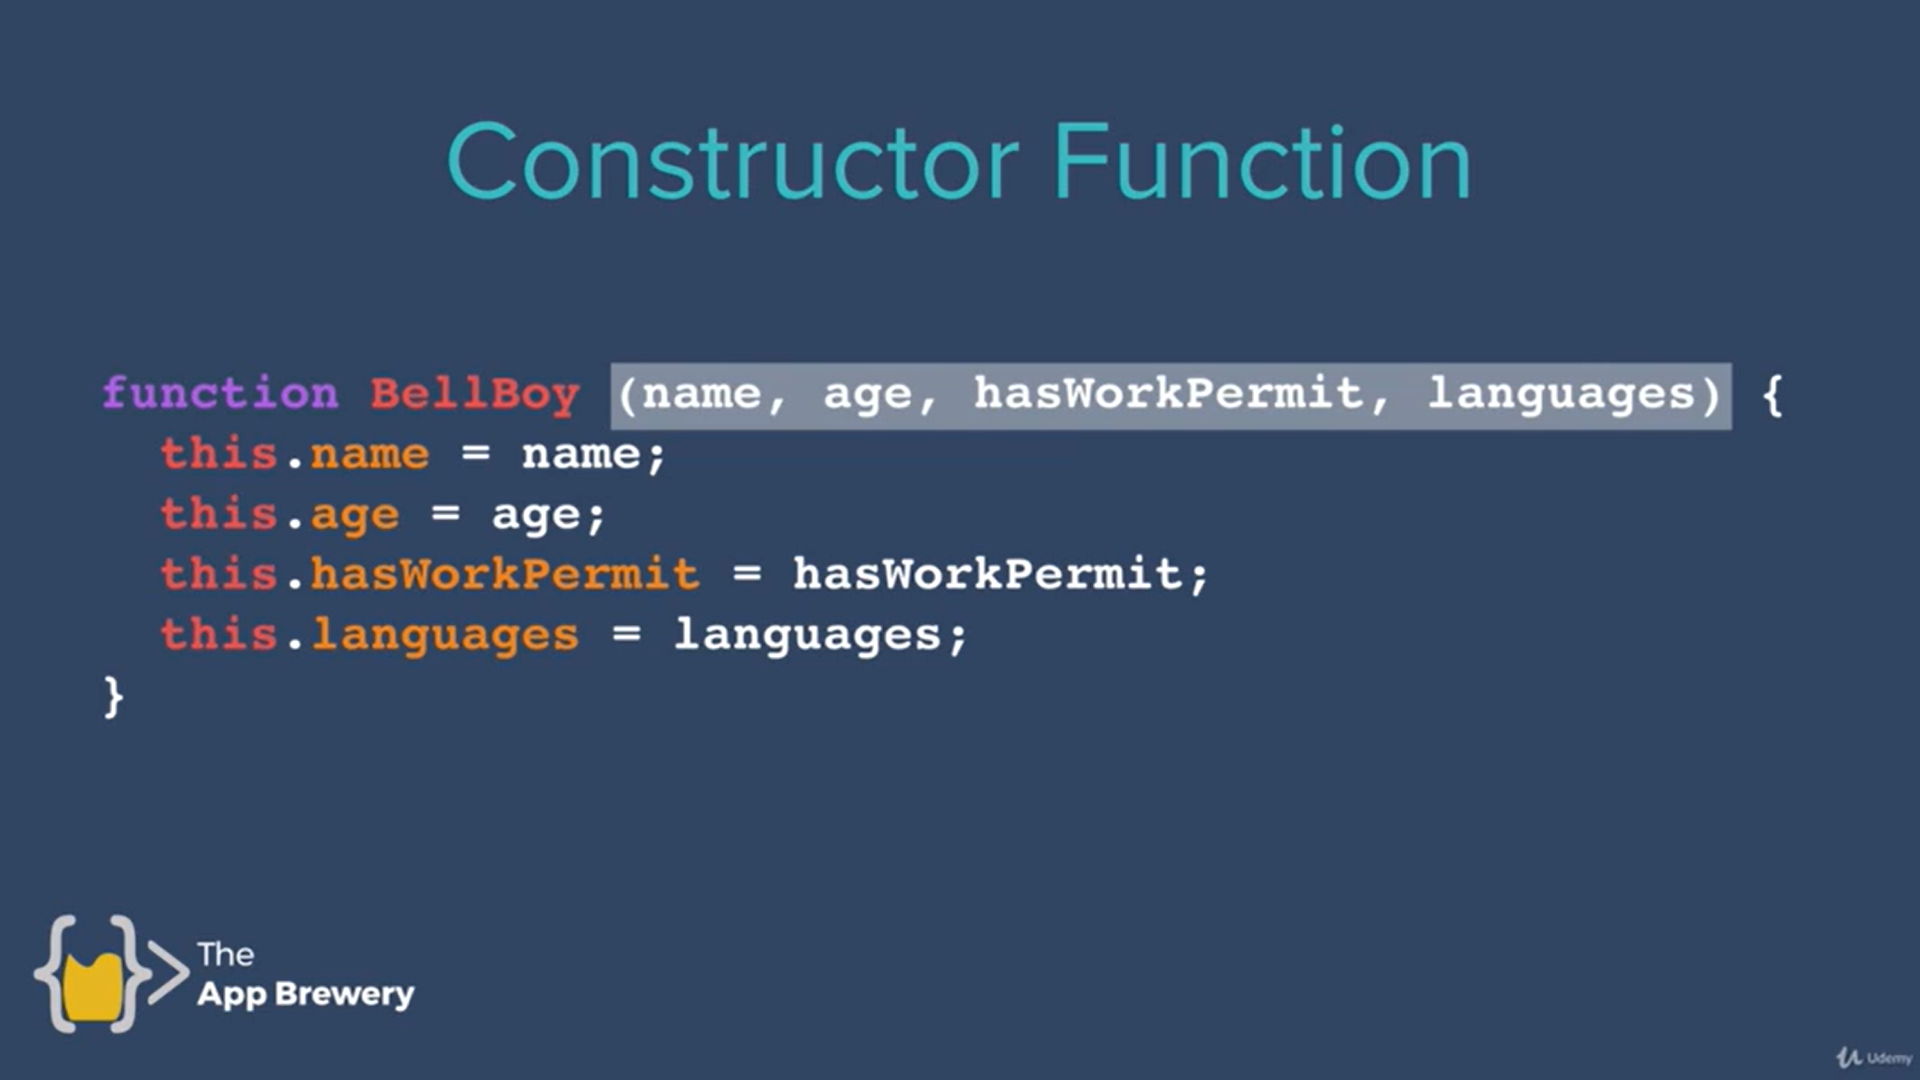 Constructor Function
function BellBoy (name, age, hasWorkPermit, languages) {
this.name = name;
this.age = age;
this.hasWorkPermit = hasWorkPermit;
this.languages = languages;
}
The
App Brewery
Udemy